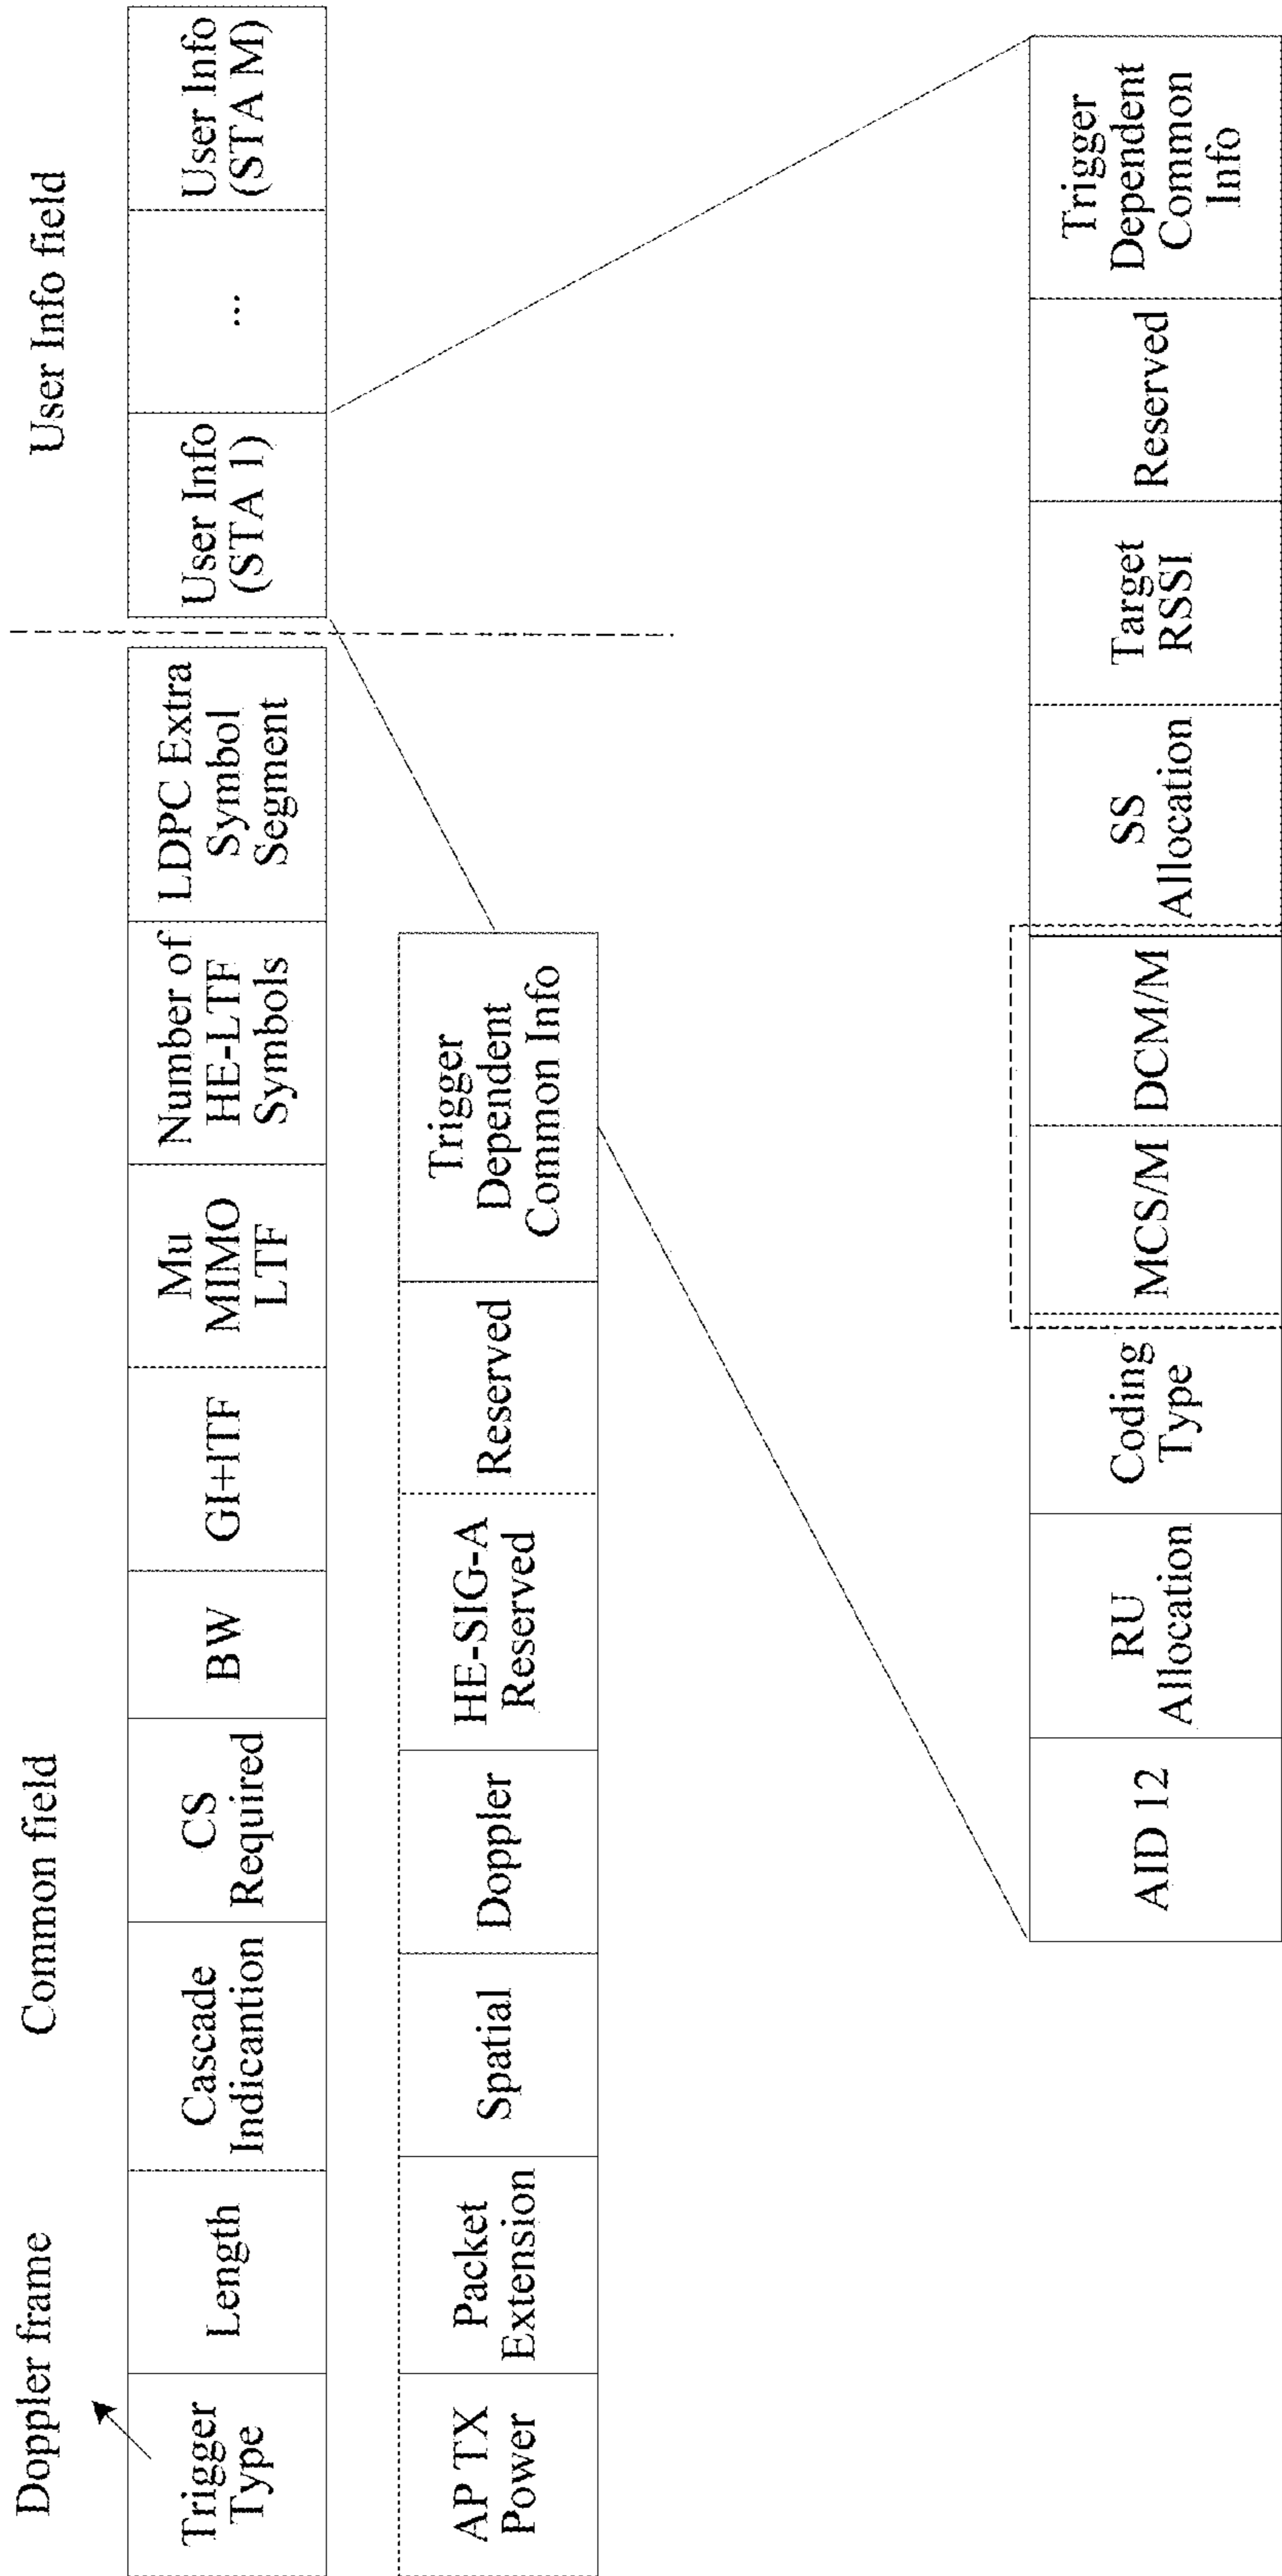 Doppler frame
Common field
User Info field
Trigger
Type
Length
Cascade
Indicantion
CS
Required
BW
GI+ITF
Mu
MIMO
LTF
Number of
HE-LTF
Symbols
LDPC Extra
Symbol
Segment
User Info
(STA 1)
...
User Info
(STA M)
AP TX
Power
Packet
Extension
Spatial
Doppler
HE-SIG-A
Reserved
Reserved
Trigger
Dependent
Common Info
AID 12
RU
Allocation
Coding
Type
MCS/M
DCM/M
SS
Allocation
Target
RSSI
Reserved
Trigger
Dependent
Common
Info